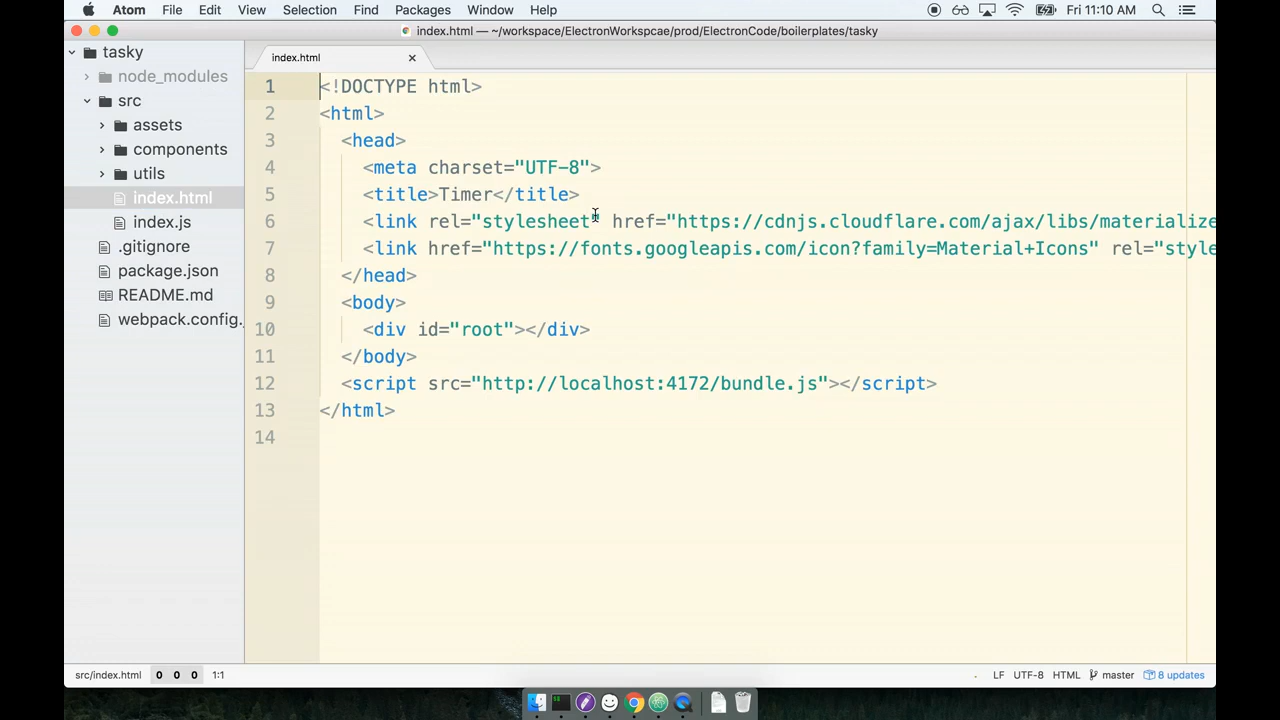 Atom File Edit View Selection Find Packages Window Help Fri 11:10 AM
index.html — ~/workspace/ElectronWorkspcae/prod/ElectronCode/boilerplates/tasky
tasky
node_modules
src
assets
components
utils
index.html
index.js
.gitignore
package.json
README.md
webpack.config.
index.html
1 <!DOCTYPE html>
2 <html>
3 <head>
4 <meta charset="UTF-8">
5 <title>Timer</title>
6 <link rel="stylesheet" href="https://cdnjs.cloudflare.com/ajax/libs/materialize
7 <link href="https://fonts.googleapis.com/icon?family=Material+Icons" rel="style
8 </head>
9 <body>
10 <div id="root"></div>
11 </body>
12 <script src="http://localhost:4172/bundle.js"></script>
13 </html>
14
src/index.html 0 0 0 1:1 LF UTF-8 HTML master 8 updates